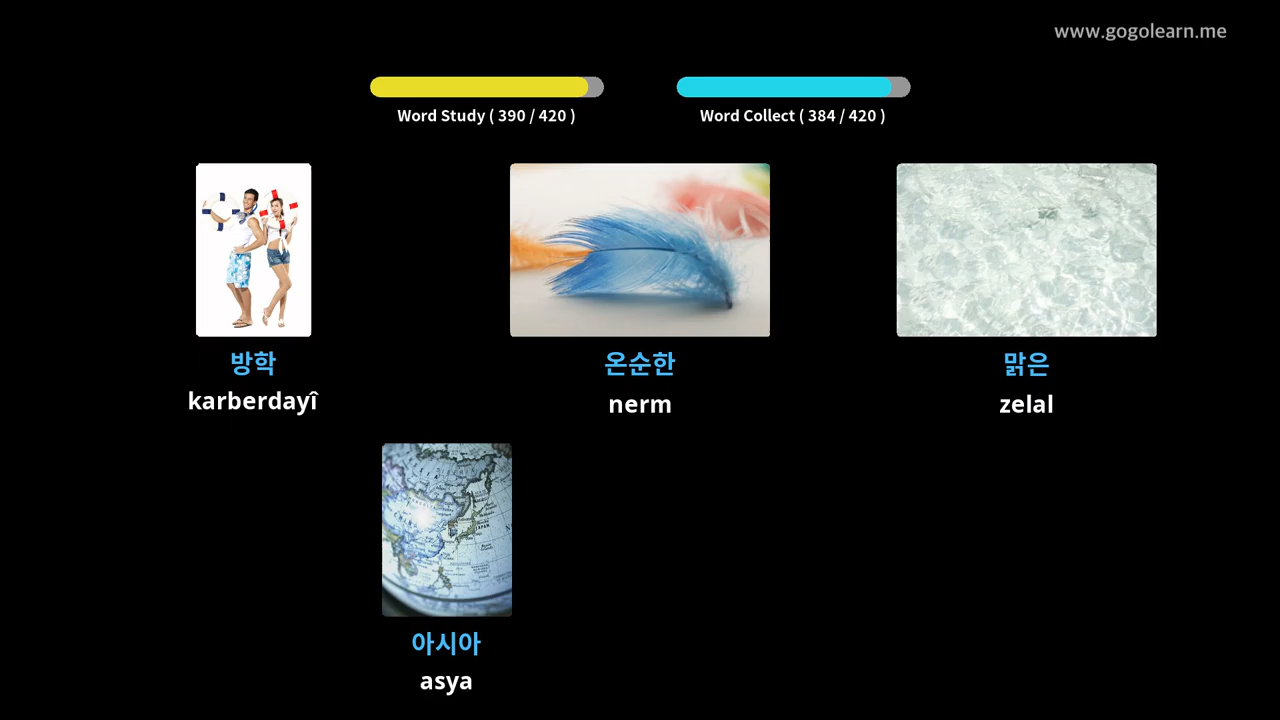 www.gogolearn.me
Word Study ( 390 / 420 )
Word Collect ( 384 / 420 )
방학
karberdayî
온순한
nerm
맑은
zelal
아시아
asya